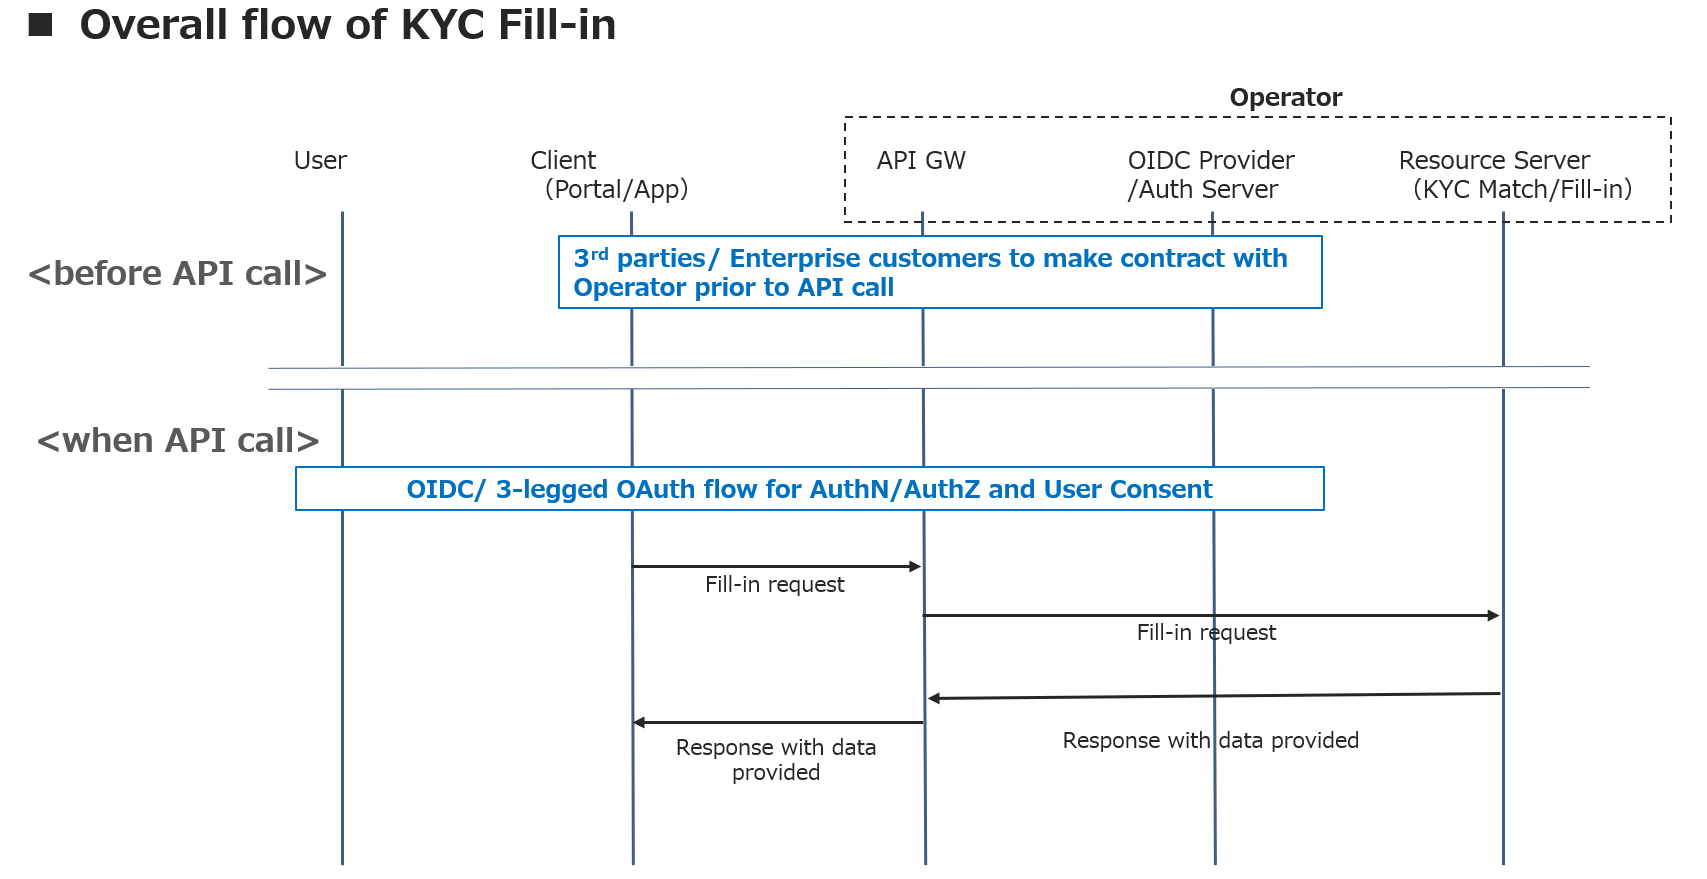 ■ Overall flow of KYC Fill-in
Operator
User
Client
（Portal/App）
API GW
OIDC Provider
/Auth Server
Resource Server
（KYC Match/Fill-in）
<before API call>
3rd parties/ Enterprise customers to make contract with
Operator prior to API call
<when API call>
OIDC/ 3-legged OAuth flow for AuthN/AuthZ and User Consent
Fill-in request
Fill-in request
Response with data provided
Response with data
provided